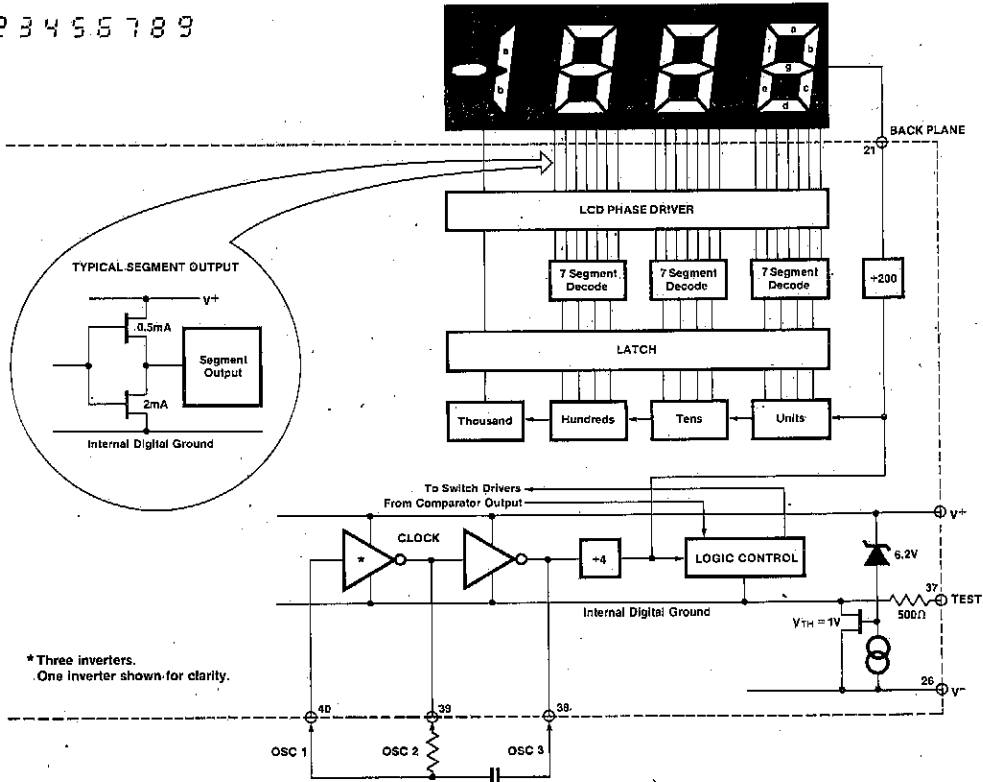 2 3 4 5 6 7 8 9
a
b
a
f
b
g
e
c
d
BACK PLANE
21
LCD PHASE DRIVER
TYPICAL SEGMENT OUTPUT
V+
0.5mA
Segment
Output
2mA
Internal Digital Ground
7 Segment
Decode
7 Segment
Decode
7 Segment
Decode
÷200
LATCH
Thousand
Hundreds
Tens
Units
To Switch Drivers
From Comparator Output
V+
CLOCK
*
÷4
LOGIC CONTROL
6.2V
37
TEST
500Ω
Internal Digital Ground
VTH = 1V
* Three inverters.
One inverter shown for clarity.
26
V-
40
39
38
OSC 1
OSC 2
OSC 3